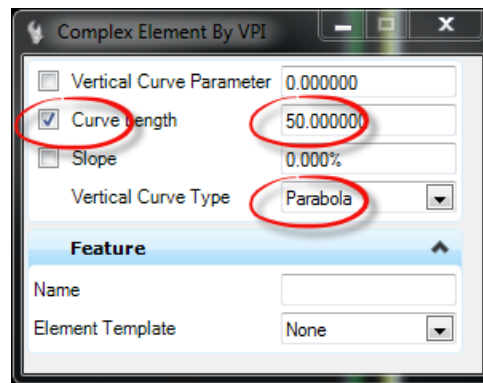 Complex Element By VPI
Vertical Curve Parameter 0.000000
Curve Length 50.000000
Slope 0.000%
Vertical Curve Type Parabola
Feature
Name
Element Template None